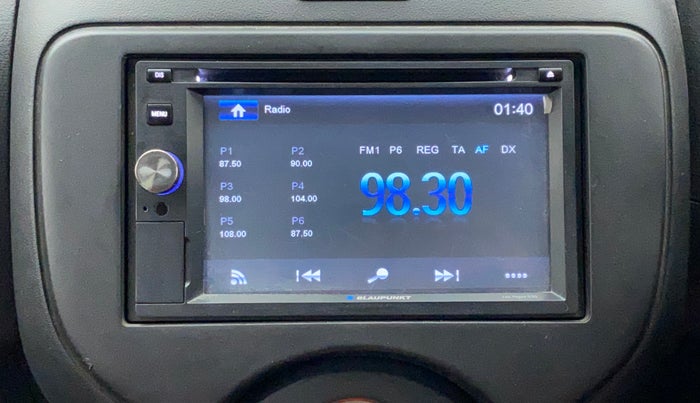 DIS
MENU
Radio
01:40
P1 P2
87.50 90.00
P3 P4
98.00 104.00
P5 P6
108.00 87.50
FM1 P6 REG TA AF DX
98.30
BLAUPUNKT